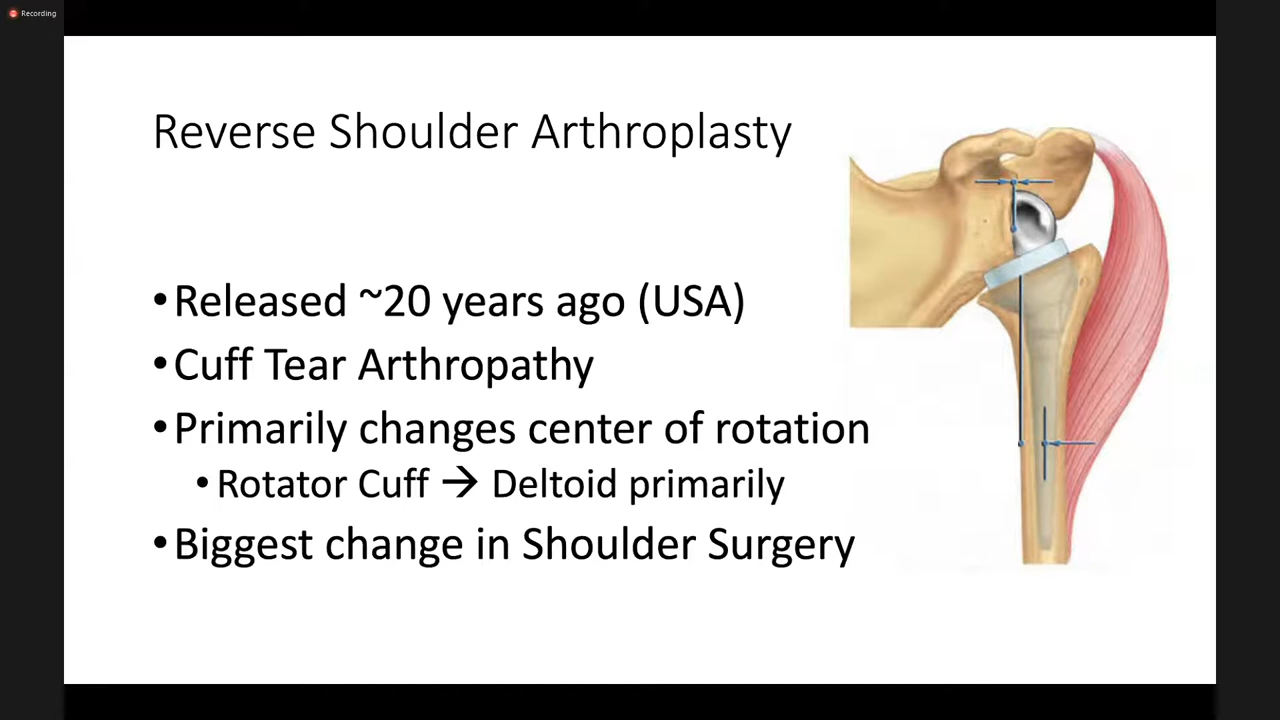 Recording
Reverse Shoulder Arthroplasty
•Released ~20 years ago (USA)
•Cuff Tear Arthropathy
•Primarily changes center of rotation
•Rotator Cuff → Deltoid primarily
•Biggest change in Shoulder Surgery